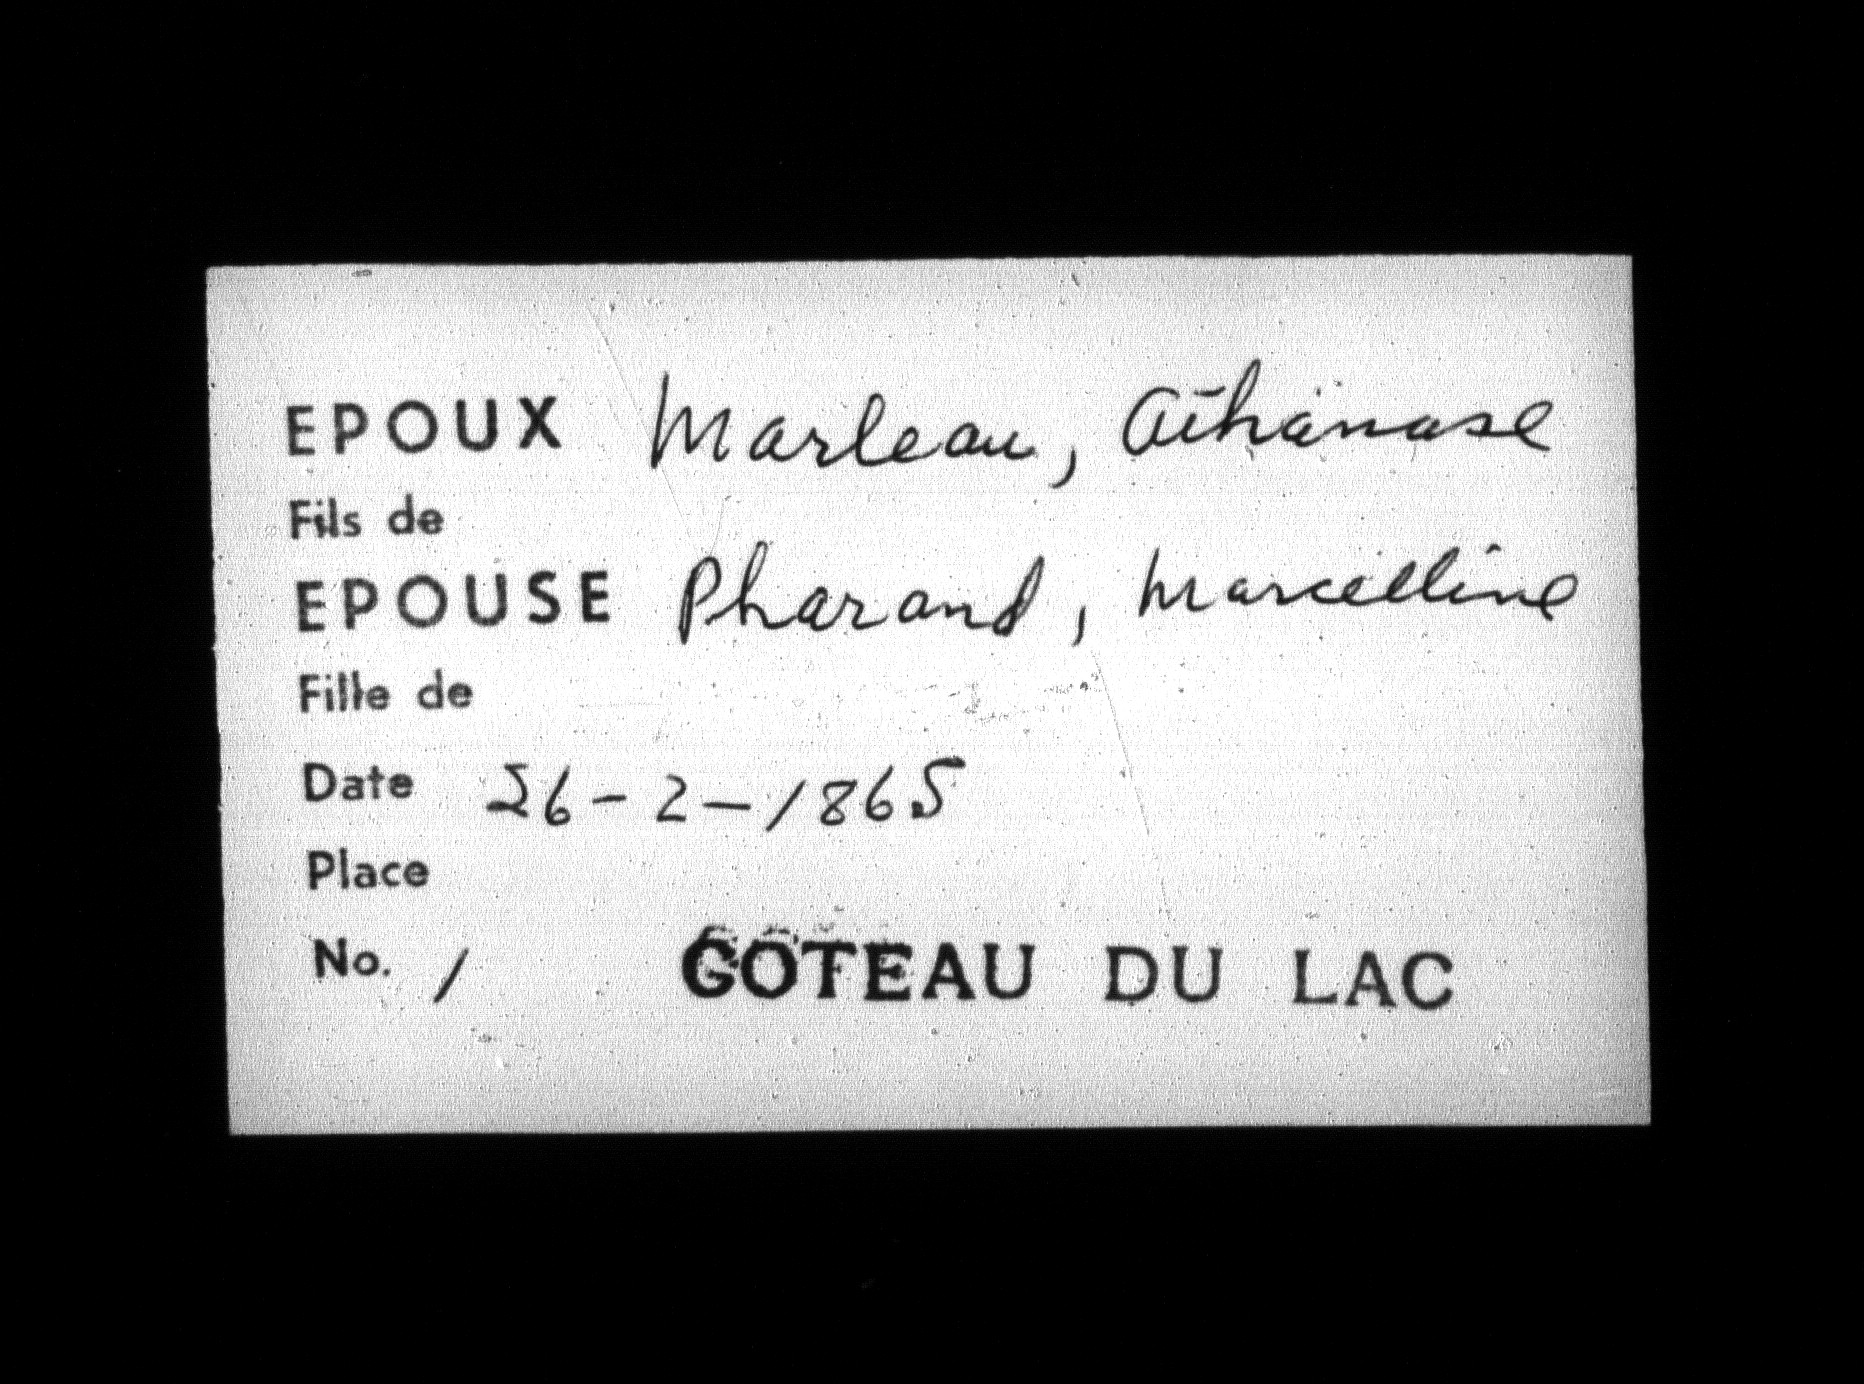 EPOUX Marleau, Athanase
Fils de
EPOUSE Pharand, Marcelline
Fille de
Date 26-2-1865
Place
No. 1 COTEAU DU LAC